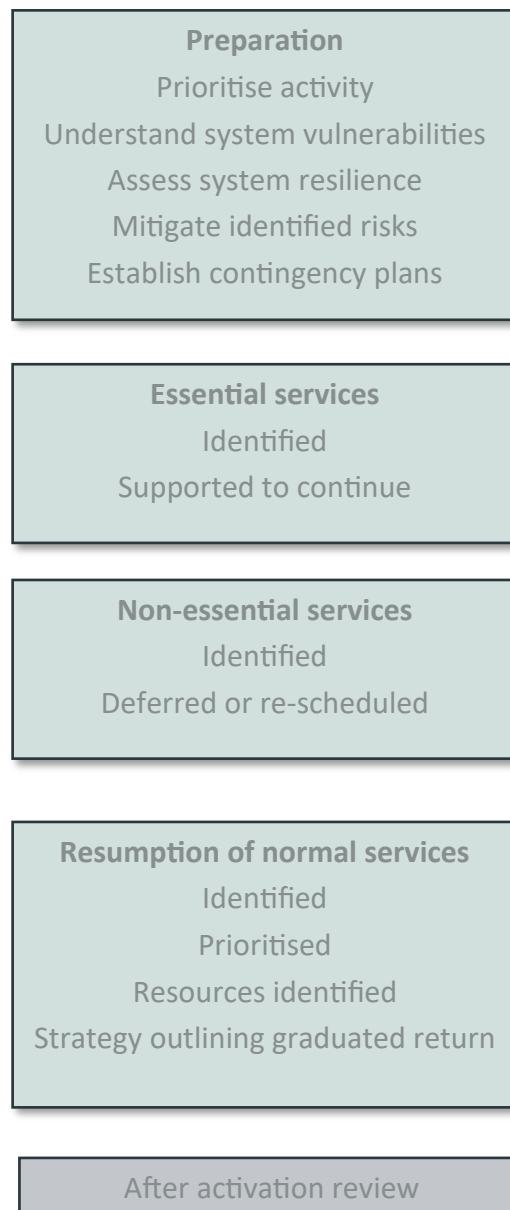 Preparation
Prioritise activity
Understand system vulnerabilities
Assess system resilience
Mitigate identified risks
Establish contingency plans
Essential services
Identified
Supported to continue
Non-essential services
Identified
Deferred or re-scheduled
Resumption of normal services
Identified
Prioritised
Resources identified
Strategy outlining graduated return
After activation review